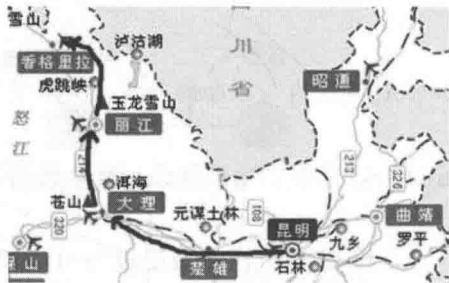 雪山
香格里拉
泸沽湖
川
省
昭通
虎跳峡
玉龙雪山
丽江
怒
江
214
213
326
洱海
苍山
大理
元谋土林
108
曲靖
320
昆明
九乡
罗平
山
楚雄
石林